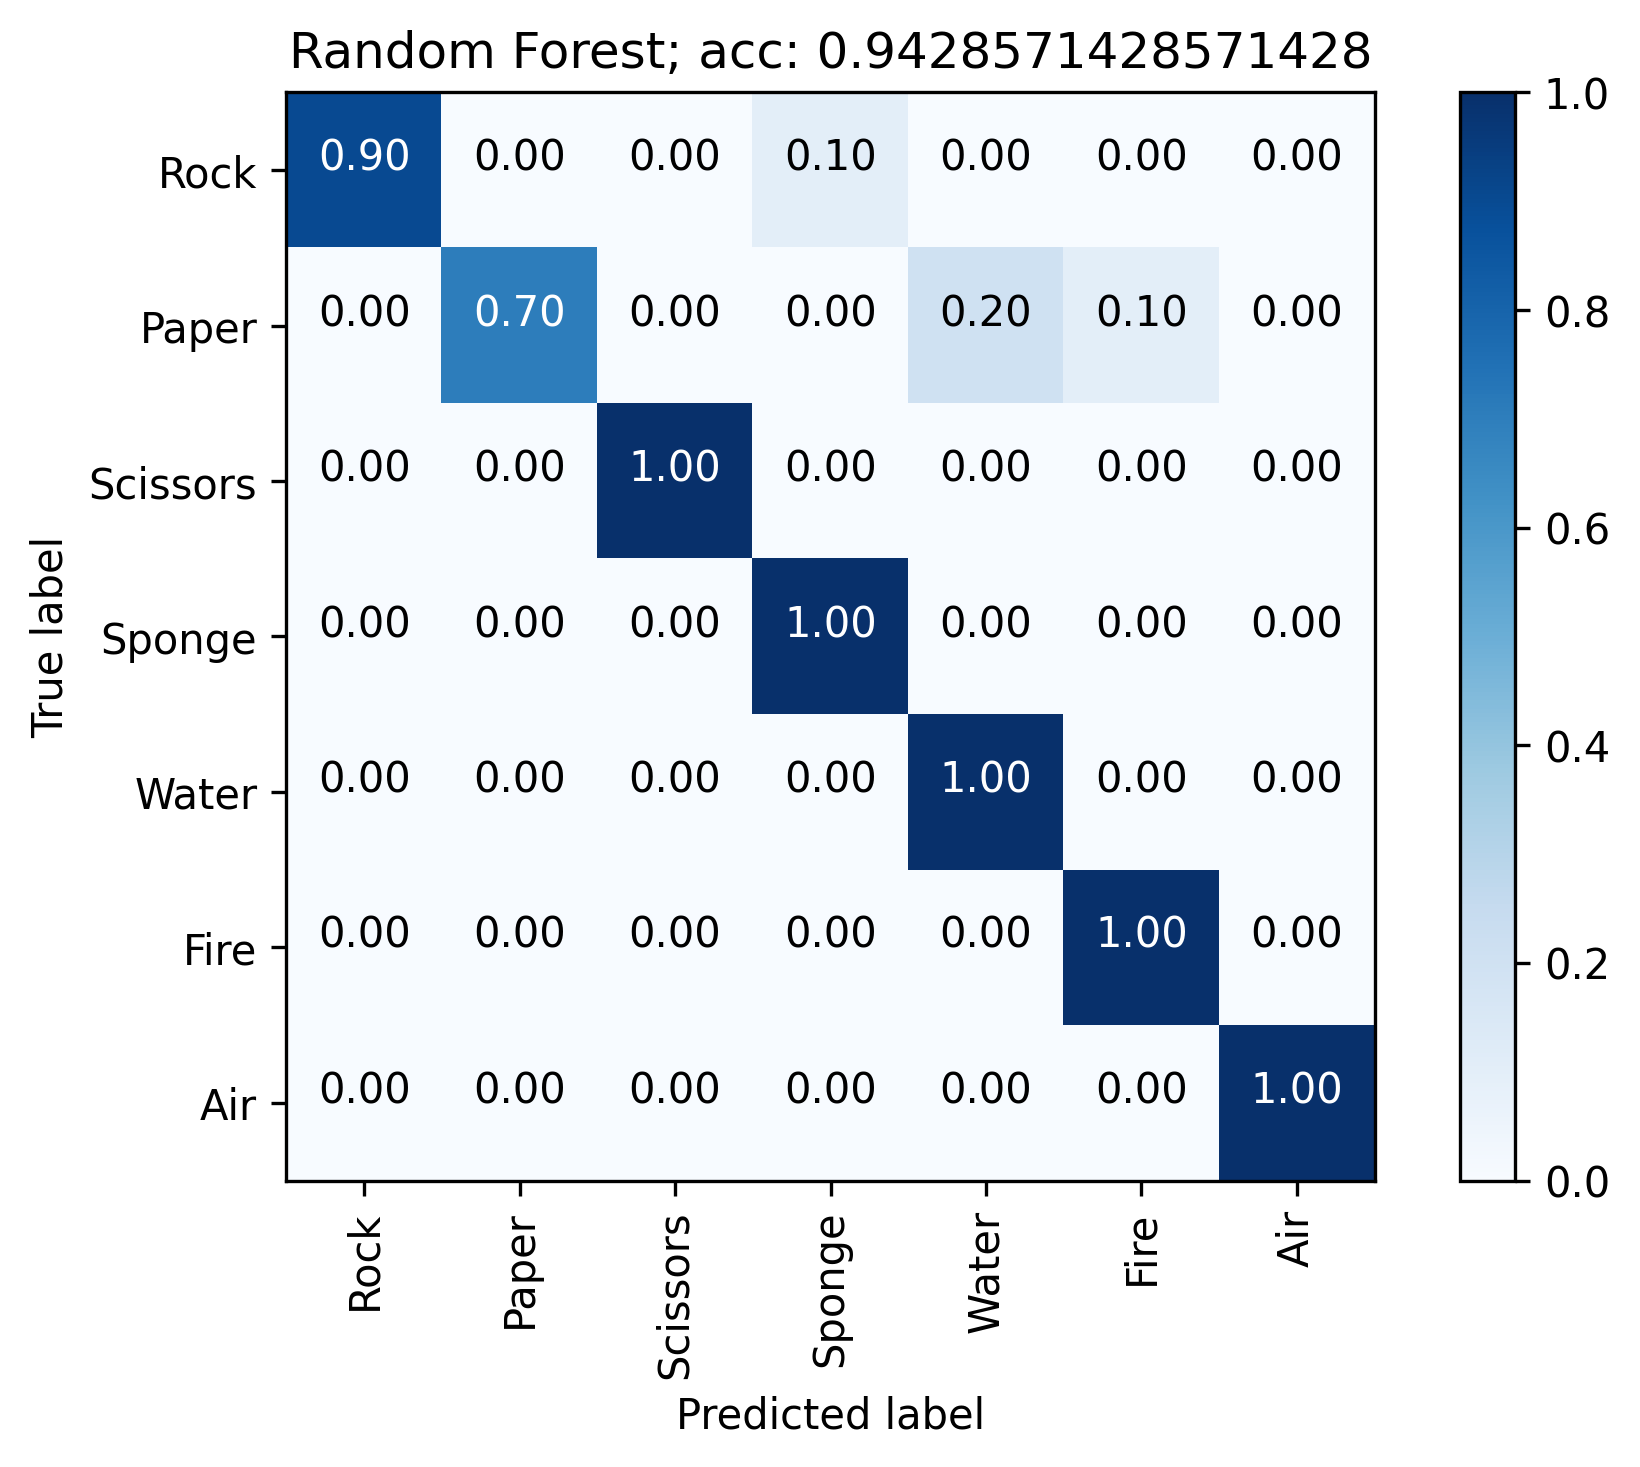 Random Forest; acc: 0.9428571428571428
Rock 0.90 0.00 0.00 0.10 0.00 0.00 0.00
Paper 0.00 0.70 0.00 0.00 0.20 0.10 0.00
Scissors 0.00 0.00 1.00 0.00 0.00 0.00 0.00
Sponge 0.00 0.00 0.00 1.00 0.00 0.00 0.00
Water 0.00 0.00 0.00 0.00 1.00 0.00 0.00
Fire 0.00 0.00 0.00 0.00 0.00 1.00 0.00
Air 0.00 0.00 0.00 0.00 0.00 0.00 1.00
True label
Rock Paper Scissors Sponge Water Fire Air
Predicted label
1.0
0.8
0.6
0.4
0.2
0.0